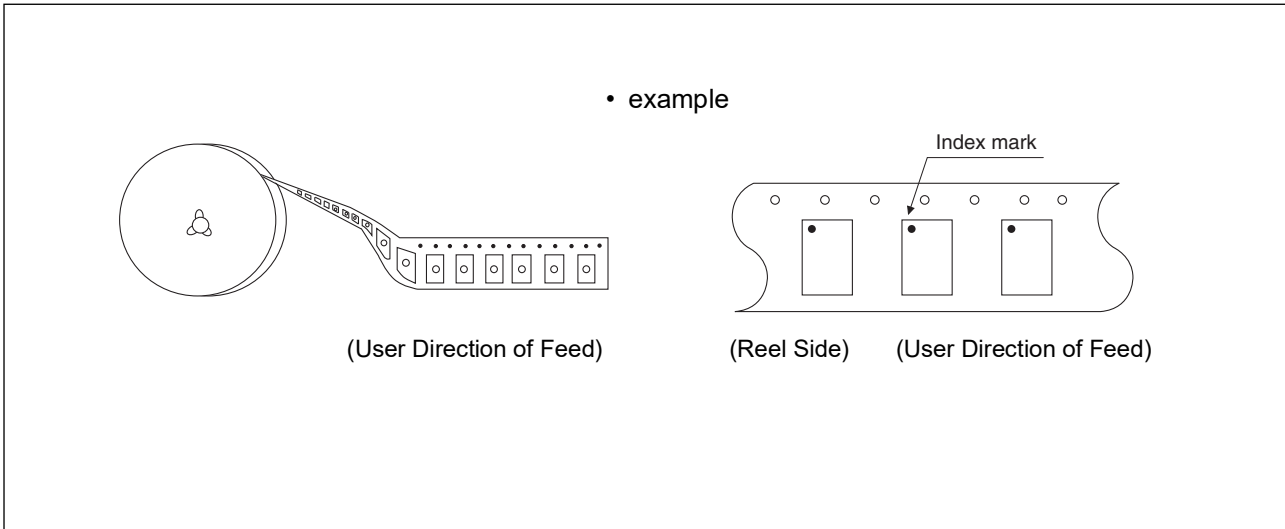 • example
Index mark
(User Direction of Feed)
(Reel Side)
(User Direction of Feed)